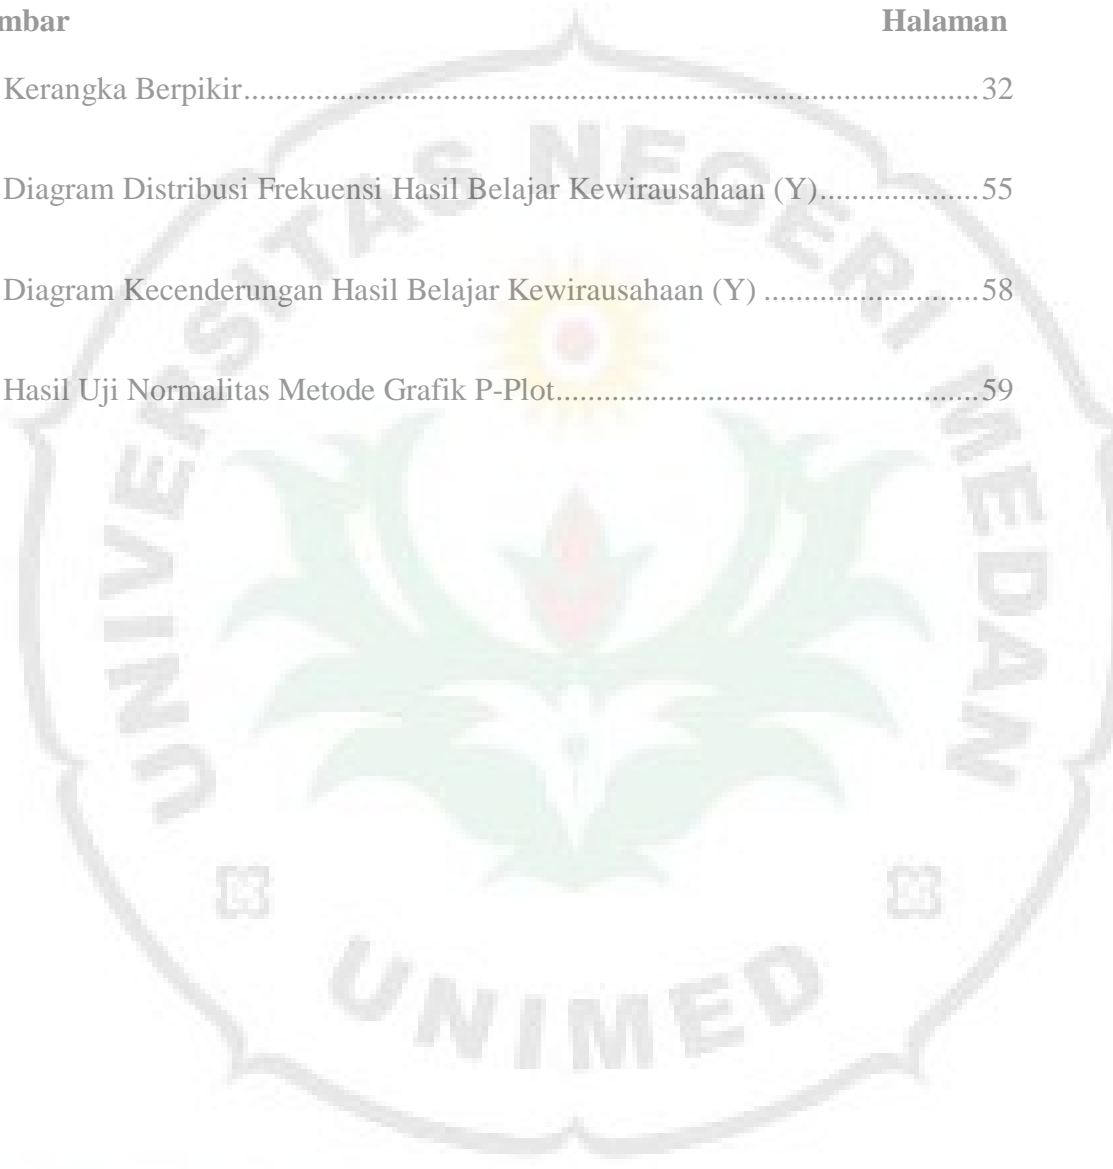 mbar Halaman
Kerangka Berpikir....................................................................................32
Diagram Distribusi Frekuensi Hasil Belajar Kewirausahaan (Y)...................55
Diagram Kecenderungan Hasil Belajar Kewirausahaan (Y) .........................58
Hasil Uji Normalitas Metode Grafik P-Plot..................................................59
UNIVERSITAS NEGERI MEDAN
UNIMED